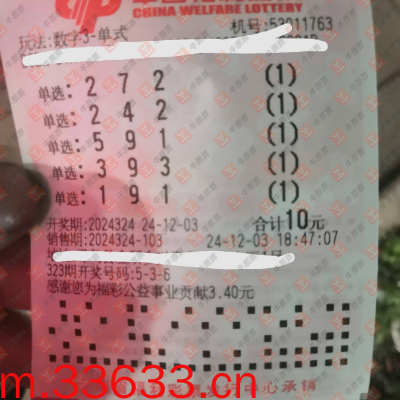 CHINA WELFARE LOTTERY
玩法:数字3-单式 机号:53011763
单选:2 7 2 (1)
单选:2 4 2 (1)
单选:5 9 1 (1)
单选:3 9 3 (1)
单选:1 9 1 (1)
开奖期:2024324 24-12-03 合计10元
销售期:2024324-103 24-12-03 18:47:07
323期开奖号码:5-3-6
感谢您为福彩公益事业贡献3.40元
m.33633.cn
中心承销